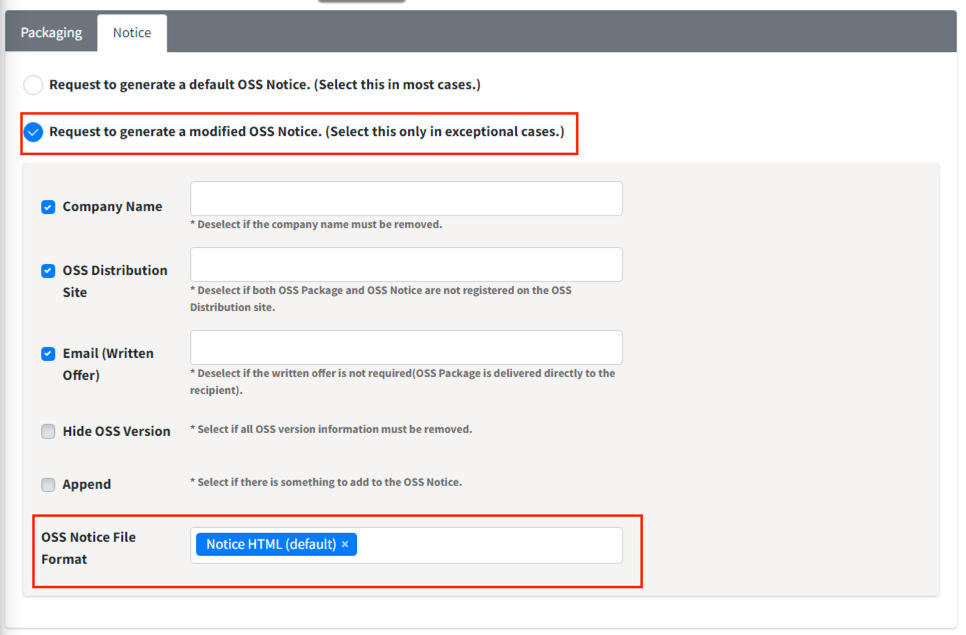 Packaging
Notice
Request to generate a default OSS Notice. (Select this in most cases.)
Request to generate a modified OSS Notice. (Select this only in exceptional cases.)
Company Name
* Deselect if the company name must be removed.
OSS Distribution
Site
* Deselect if both OSS Package and OSS Notice are not registered on the OSS
Distribution site.
Email (Written
Offer)
* Deselect if the written offer is not required(OSS Package is delivered directly to the
recipient).
Hide OSS Version
* Select if all OSS version information must be removed.
Append
* Select if there is something to add to the OSS Notice.
OSS Notice File
Format
Notice HTML (default) ×